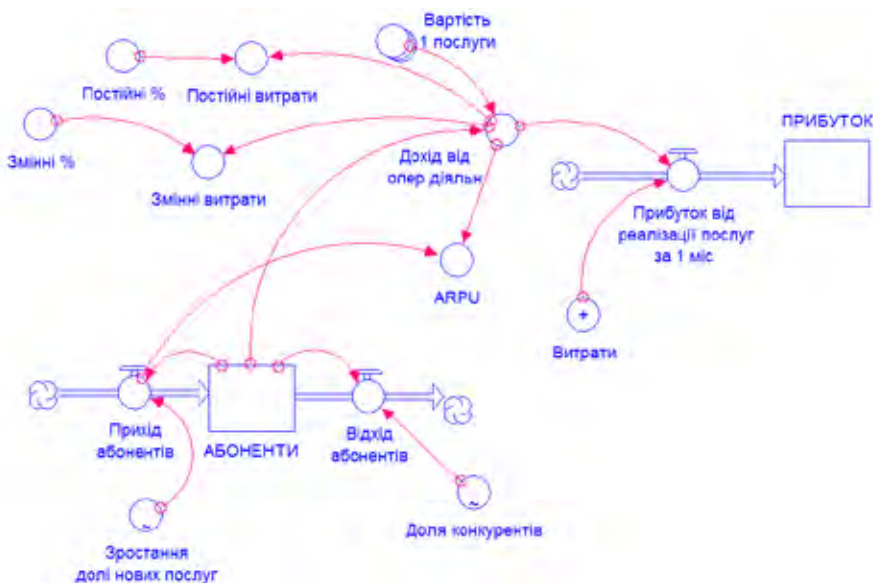 Вартість
1 послуги
Постійні %
Постійні витрати
ПРИБУТОК
Змінні %
Дохід від
опер діяльн
Змінні витрати
Прибуток від
реалізації послуг
за 1 міс
ARPU
+
Витрати
Прихід
абонентів
АБОНЕНТИ
Відхід
абонентів
~
~
Доля конкурентів
Зростання
долі нових послуг